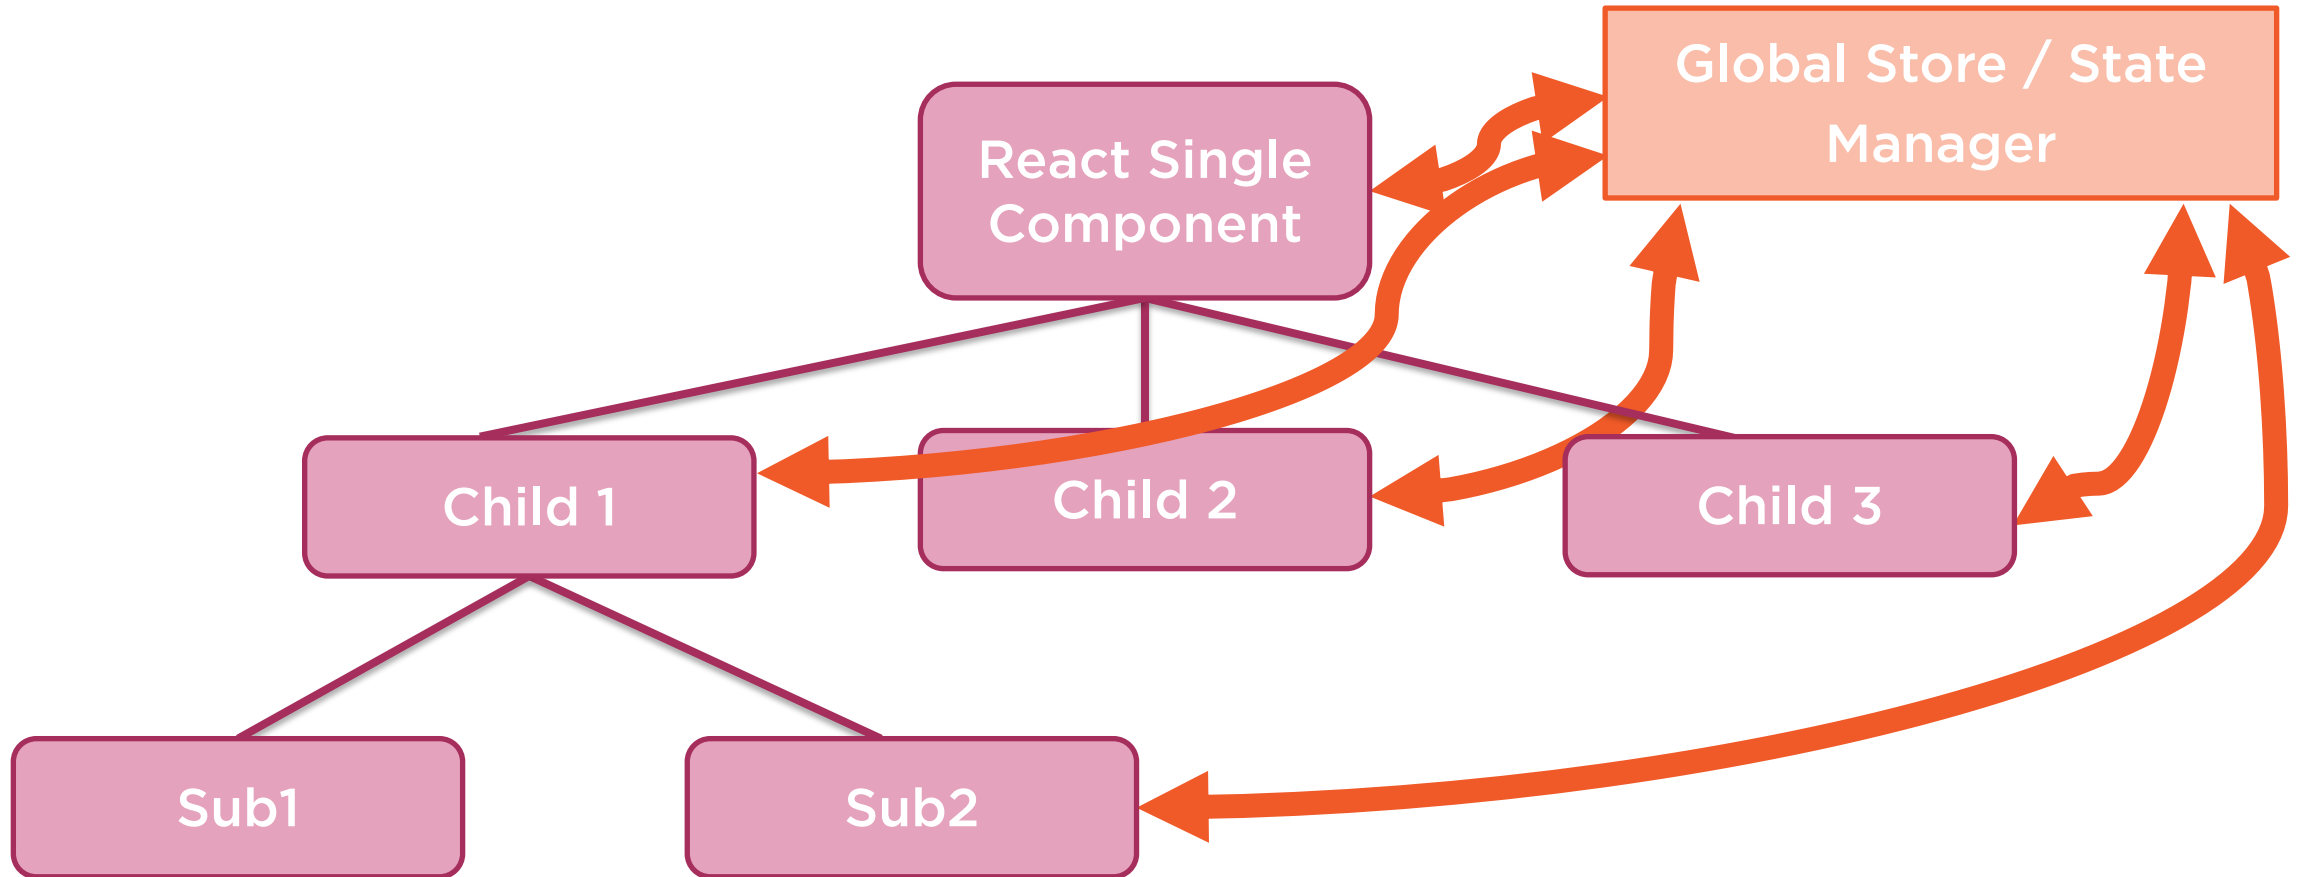 Global Store / State
Manager
React Single
Component
Child 1
Child 2
Child 3
Sub1
Sub2